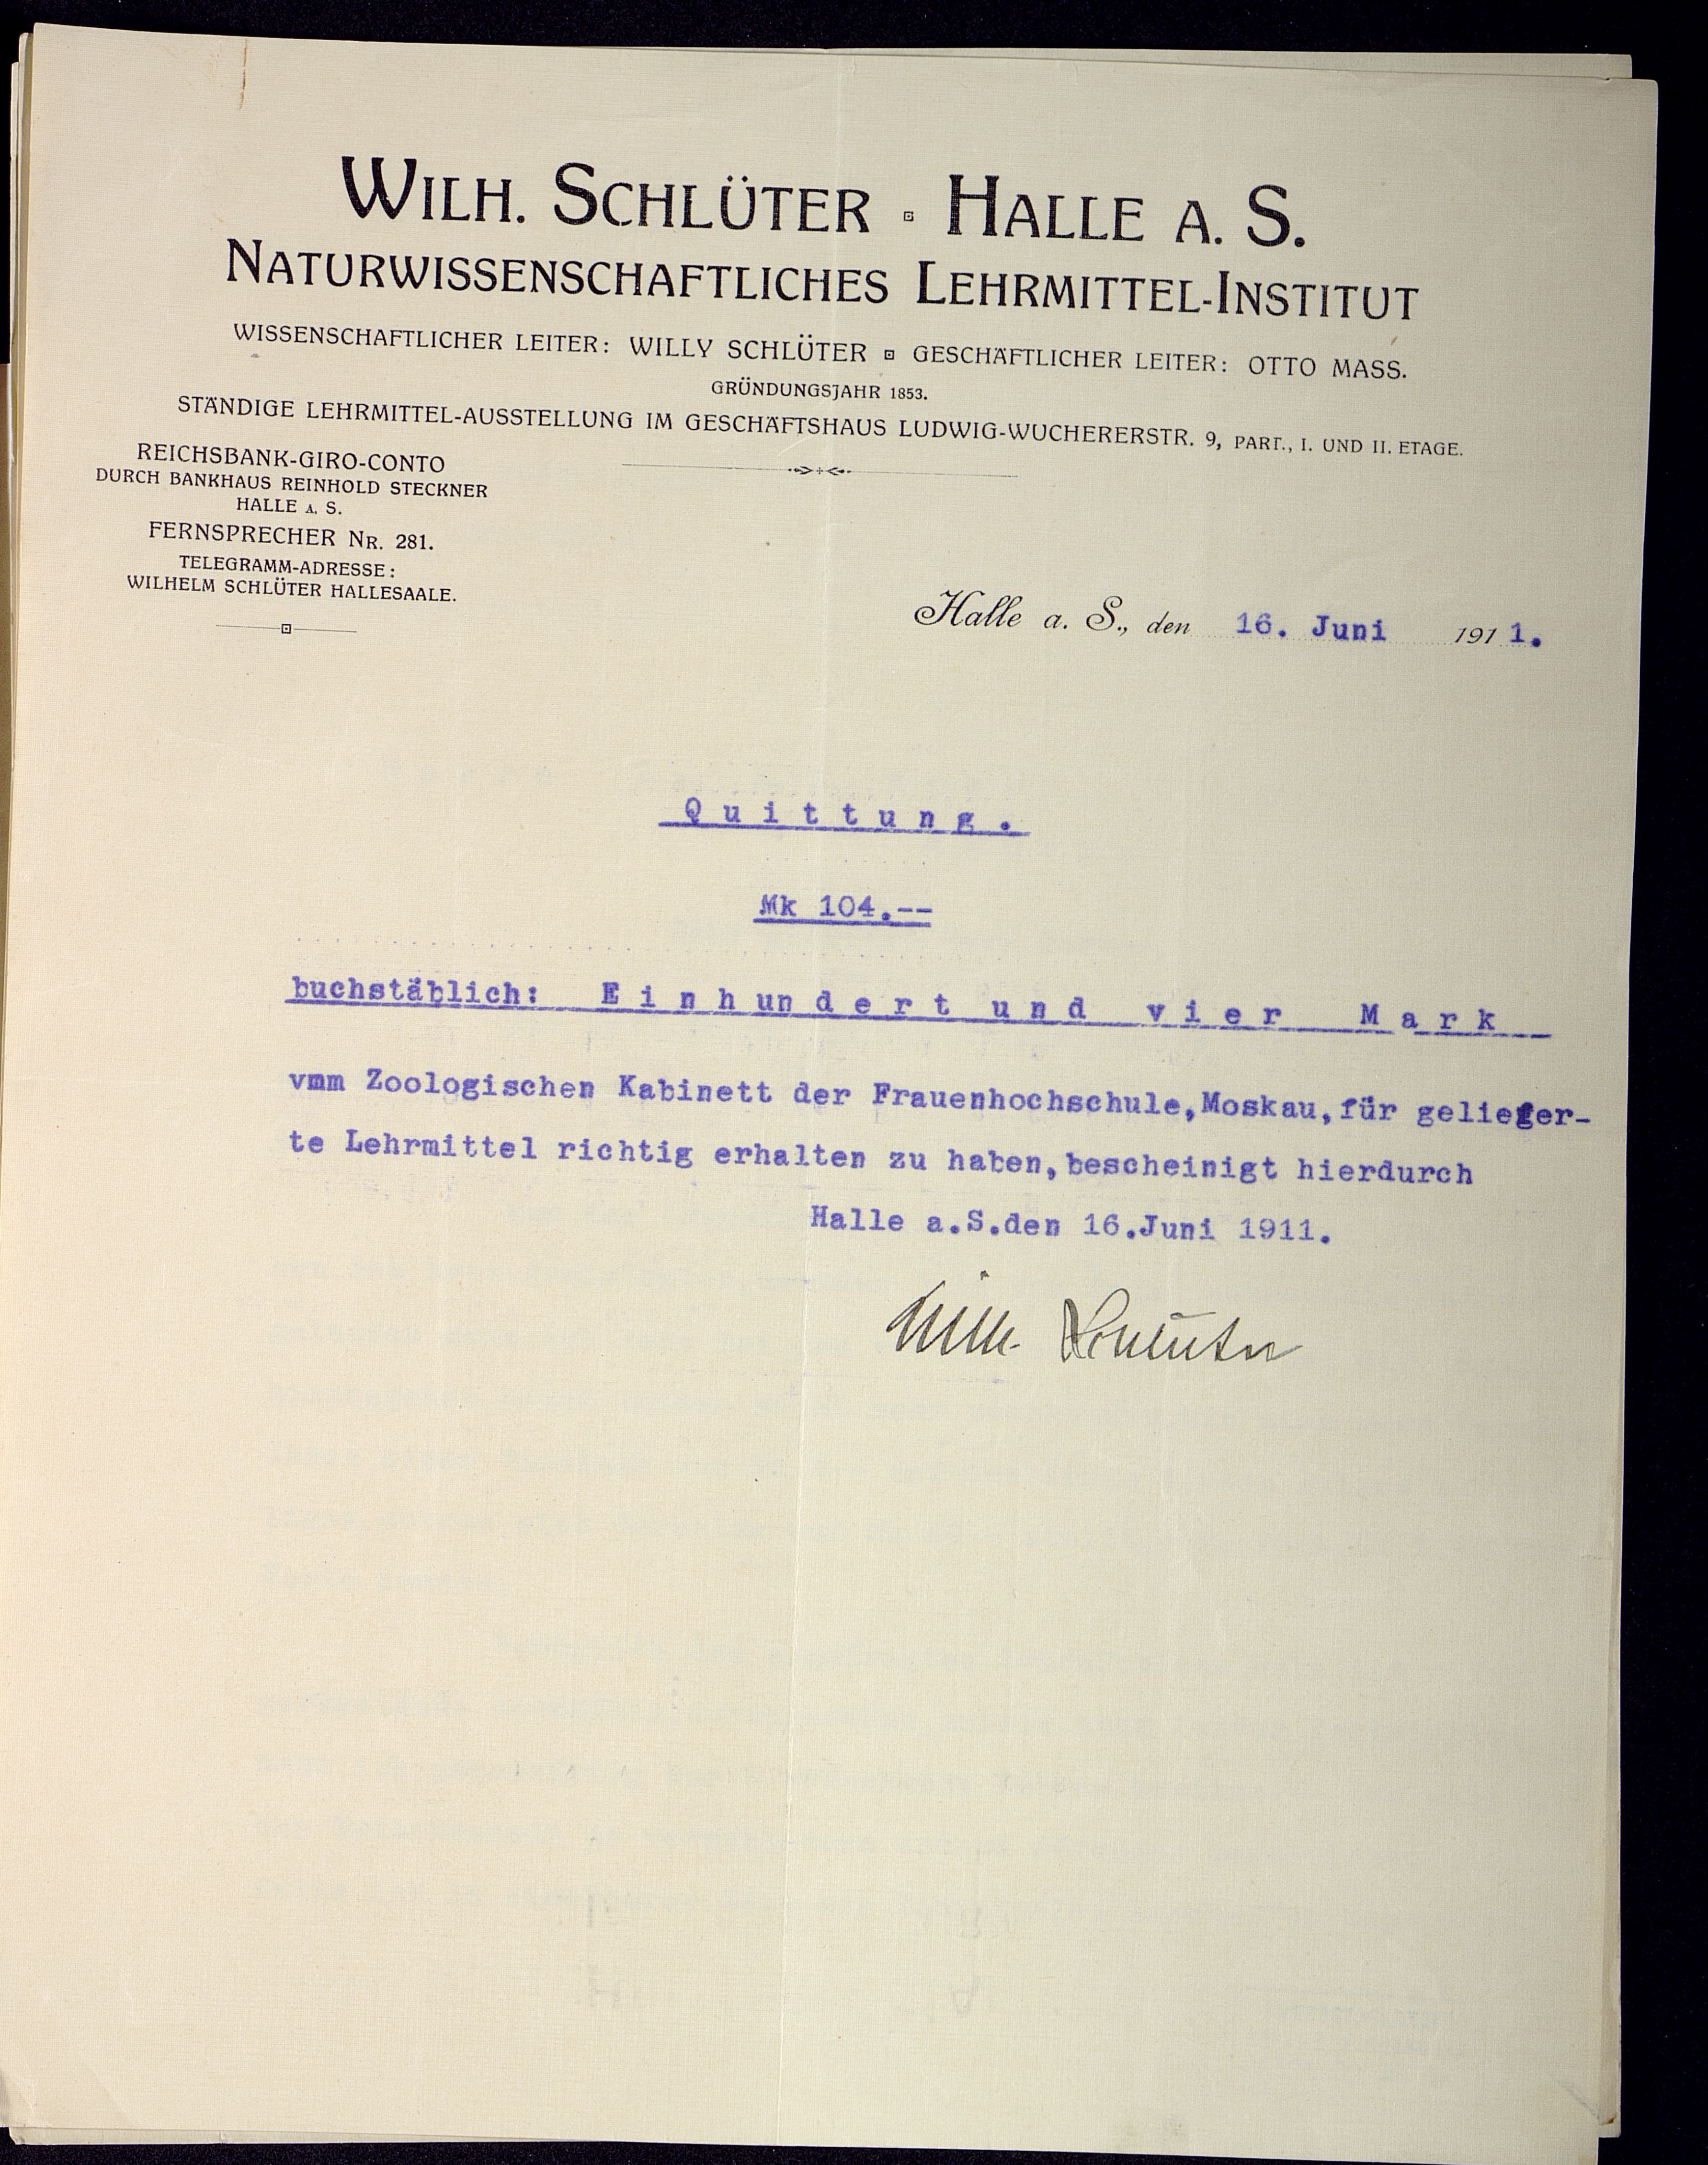 WILH. SCHLÜTER ▫ HALLE A. S.
NATURWISSENSCHAFTLICHES LEHRMITTEL-INSTITUT
WISSENSCHAFTLICHER LEITER: WILLY SCHLÜTER ▫ GESCHÄFTLICHER LEITER: OTTO MASS.
GRÜNDUNGSJAHR 1853.
STÄNDIGE LEHRMITTEL-AUSSTELLUNG IM GESCHÄFTSHAUS LUDWIG-WUCHERERSTR. 9, PART., I. UND II. ETAGE.
REICHSBANK-GIRO-CONTO
DURCH BANKHAUS REINHOLD STECKNER
HALLE A. S.
FERNSPRECHER NR. 281.
TELEGRAMM-ADRESSE:
WILHELM SCHLÜTER HALLESAALE.
Halle a. S., den 16. Juni 1911.
Quittung.
Mk 104.--
buchstäblich: Einhundert und vier Mark
vmm Zoologischen Kabinett der Frauenhochschule,Moskau,für geliefer-
te Lehrmittel richtig erhalten zu haben,bescheinigt hierdurch
Halle a.S.den 16.Juni 1911.
Wilh. Schlüter